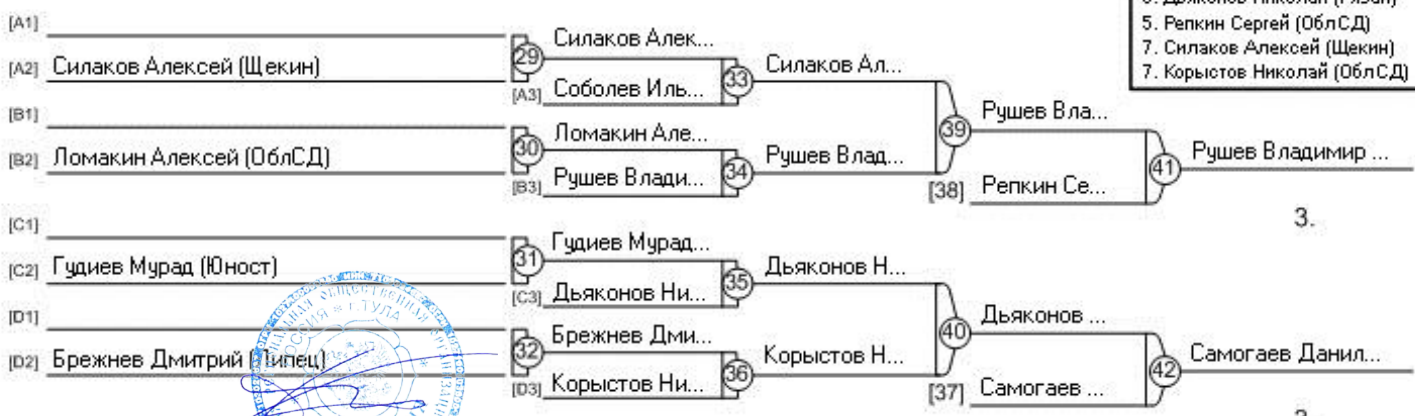 5. Репкин Сергей (ОблСД)
7. Силаков Алексей (Щекин)
7. Корыстов Николай (ОблСД)
[A1]
Силаков Алек...
[A2] Силаков Алексей (Щекин)
29
Силаков Ал...
[A3] Соболев Иль...
33
[B1]
Рушев Вла...
Ломакин Але...
39
30
Рушев Владимир ...
[B2] Ломакин Алексей (ОблСД)
Рушев Влад...
41
34
[B3] Рушев Влади...
[38] Репкин Се...
3.
[C1]
Гудиев Мурад...
31
[C2] Гудиев Мурад (Юност)
Дьяконов Н...
35
[C3] Дьяконов Ни...
[D1]
Дьяконов ...
Брежнев Дми...
40
32
Самогаев Данил...
[D2] Брежнев Дмитрий (Липец)
Корыстов Н...
42
36
[D3] Корыстов Ни...
[37] Самогаев ...
РОССИЯ г. ТУЛА